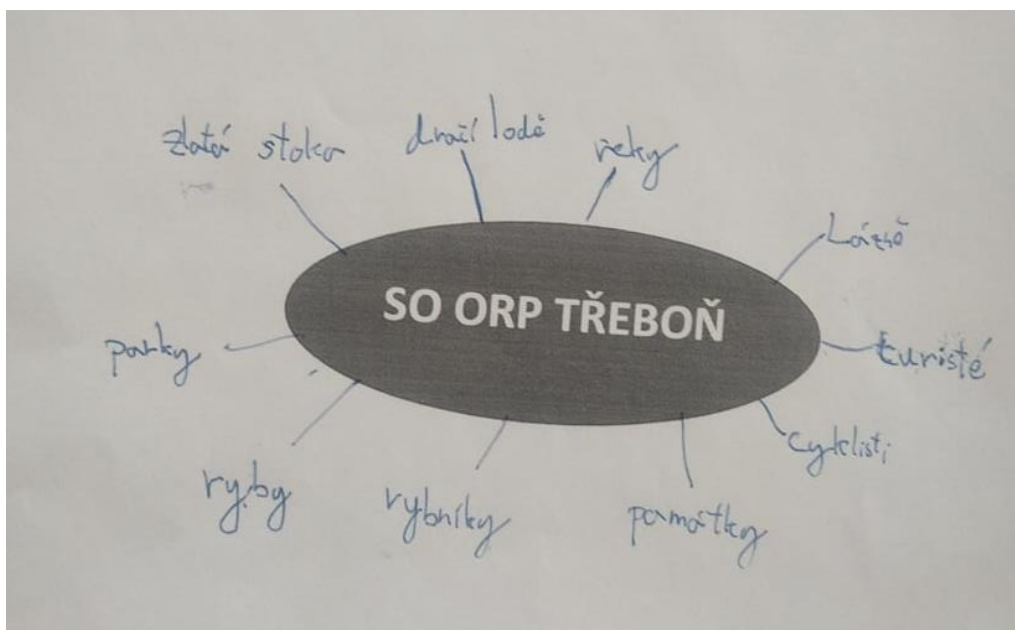 zlatá stoka
dračí lodě
řeky
Lázně
SO ORP TŘEBOŇ
parky
turisté
cyklisti
ryby
rybníky
památky